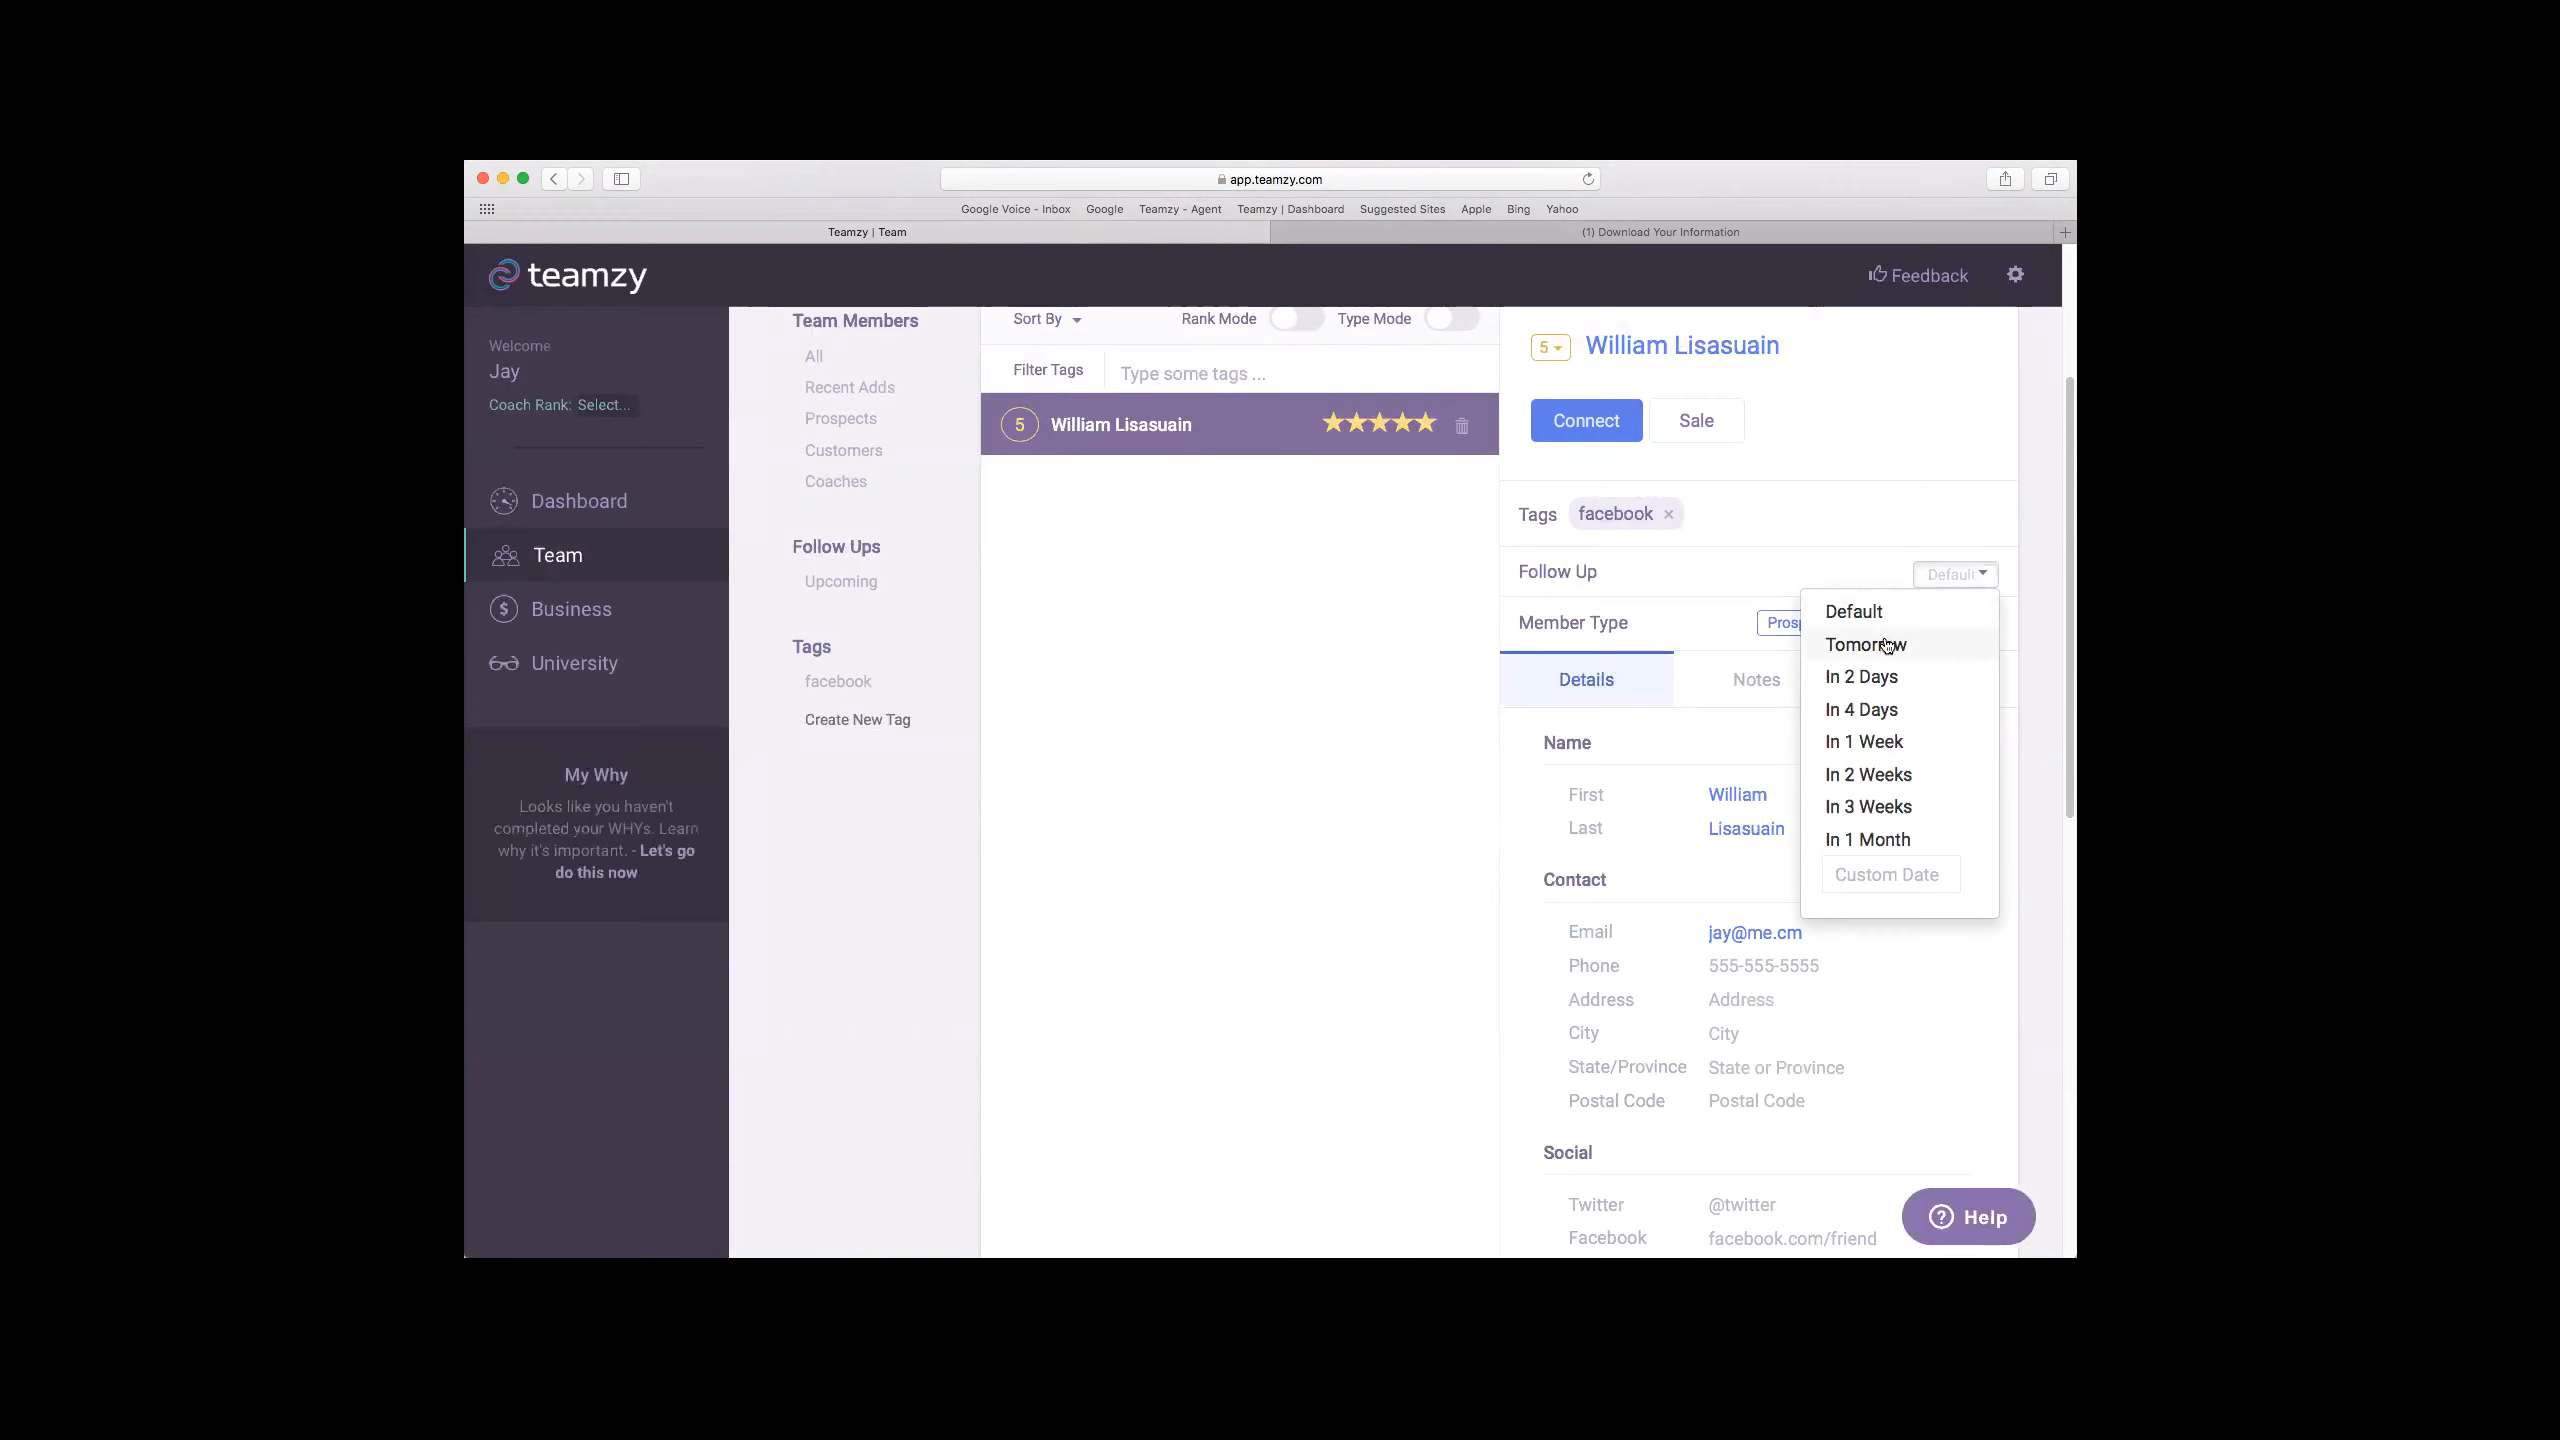 app.teamzy.com
Google Voice - Inbox Google Teamzy - Agent Teamzy | Dashboard Suggested Sites Apple Bing Yahoo
Teamzy | Team
(1) Download Your Information
teamzy
Feedback
Welcome
Jay
Coach Rank: Select...
Dashboard
Team
Business
University
My Why
Looks like you haven't
completed your WHYs. Learn
why it's important. - Let's go
do this now
Team Members
All
Recent Adds
Prospects
Customers
Coaches
Follow Ups
Upcoming
Tags
facebook
Create New Tag
Sort By Rank Mode Type Mode
Filter Tags Type some tags ...
5 William Lisasuain
5 William Lisasuain
Connect Sale
Tags facebook ×
Follow Up Default
Member Type
Details Notes
Default
Tomorrow
In 2 Days
In 4 Days
In 1 Week
In 2 Weeks
In 3 Weeks
In 1 Month
Custom Date
Name
First William
Last Lisasuain
Contact
Email jay@me.cm
Phone 555-555-5555
Address Address
City City
State/Province State or Province
Postal Code Postal Code
Social
Twitter @twitter
Facebook facebook.com/friend
? Help